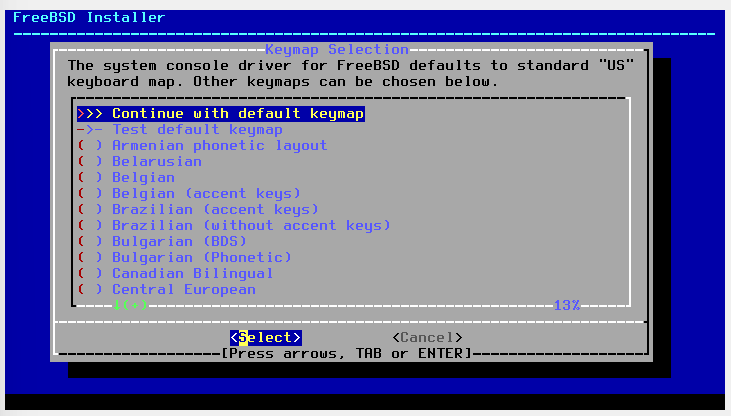 FreeBSD Installer
Keymap Selection
The system console driver for FreeBSD defaults to standard "US"
keyboard map. Other keymaps can be chosen below.
>>> Continue with default keymap
->- Test default keymap
( ) Armenian phonetic layout
( ) Belarusian
( ) Belgian
( ) Belgian (accent keys)
( ) Brazilian (accent keys)
( ) Brazilian (without accent keys)
( ) Bulgarian (BDS)
( ) Bulgarian (Phonetic)
( ) Canadian Bilingual
( ) Central European
↓(+) 13%
<Select> <Cancel>
[Press arrows, TAB or ENTER]